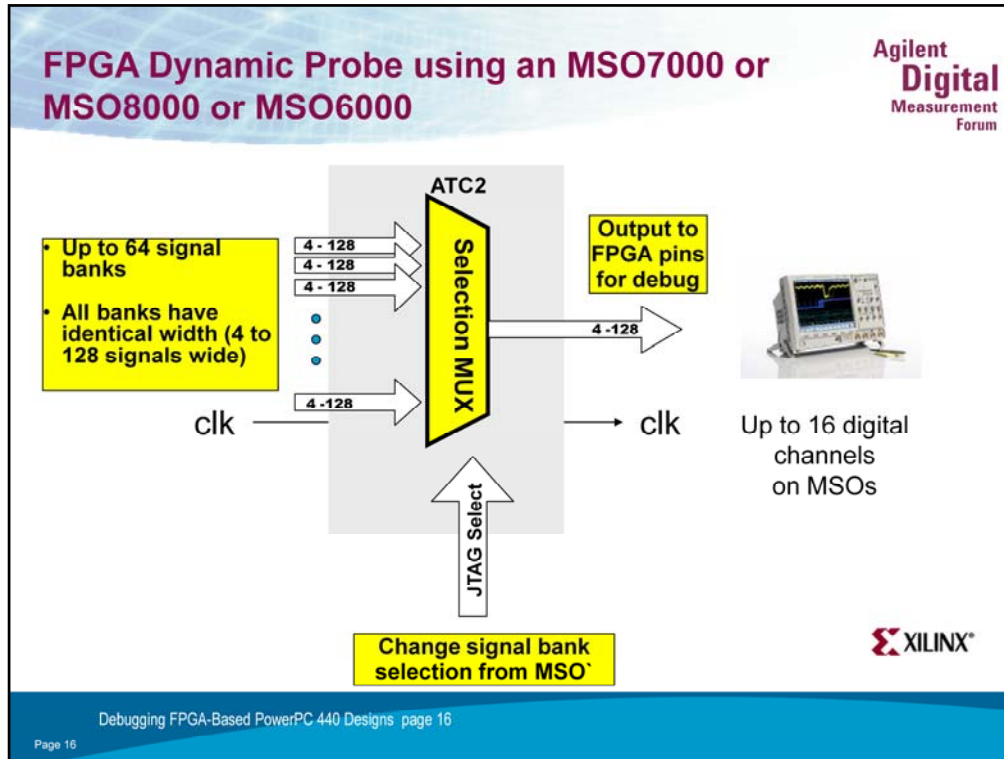 FPGA Dynamic Probe using an MSO7000 or
MSO8000 or MSO6000
Agilent
Digital
Measurement
Forum
ATC2
• Up to 64 signal
banks
• All banks have
identical width (4 to
128 signals wide)
4 - 128
4 - 128
4 - 128
4 -128
clk
Selection MUX
Output to
FPGA pins
for debug
4 -128
clk
Up to 16 digital
channels
on MSOs
JTAG Select
Change signal bank
selection from MSO`
XILINX®
Debugging FPGA-Based PowerPC 440 Designs page 16
Page 16